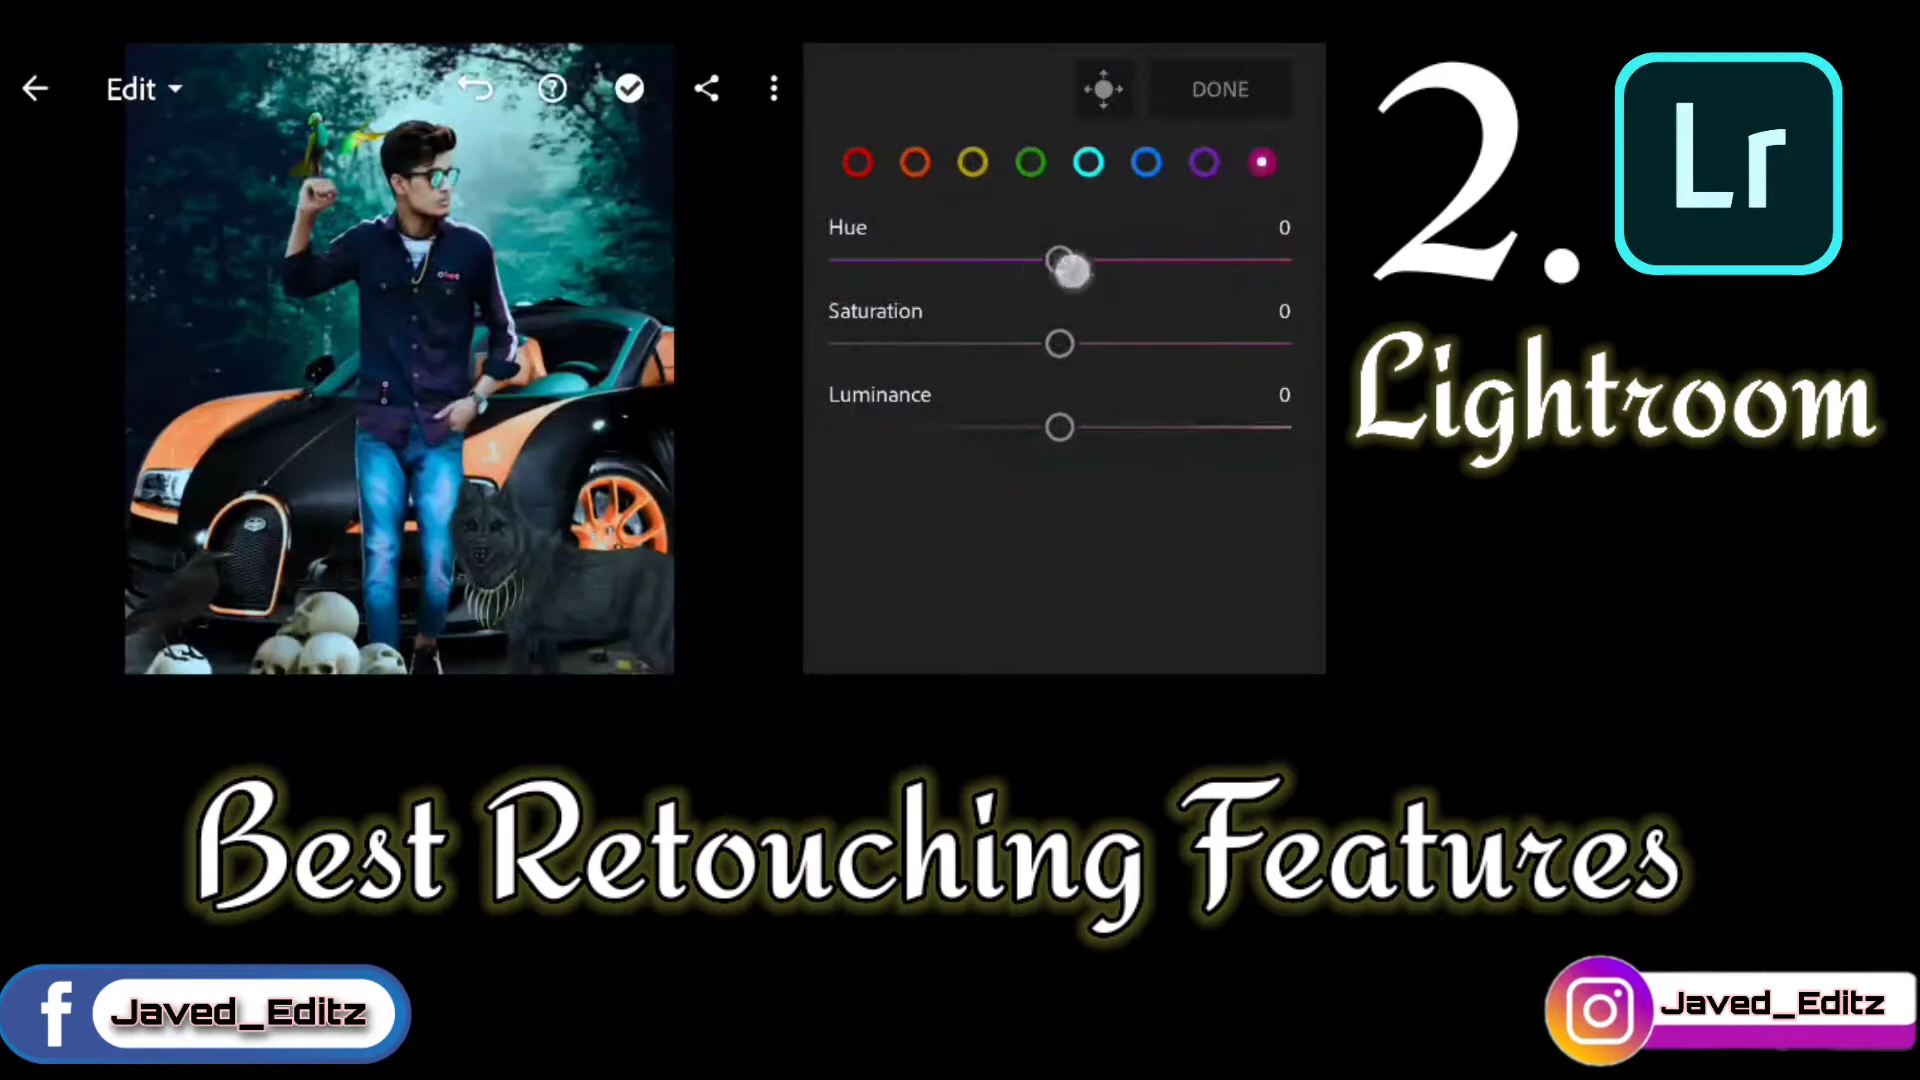 Edit
DONE
Hue 0
Saturation 0
Luminance 0
2.
Lr
Lightroom
Best Retouching Features
f Javed_Editz
Javed_Editz